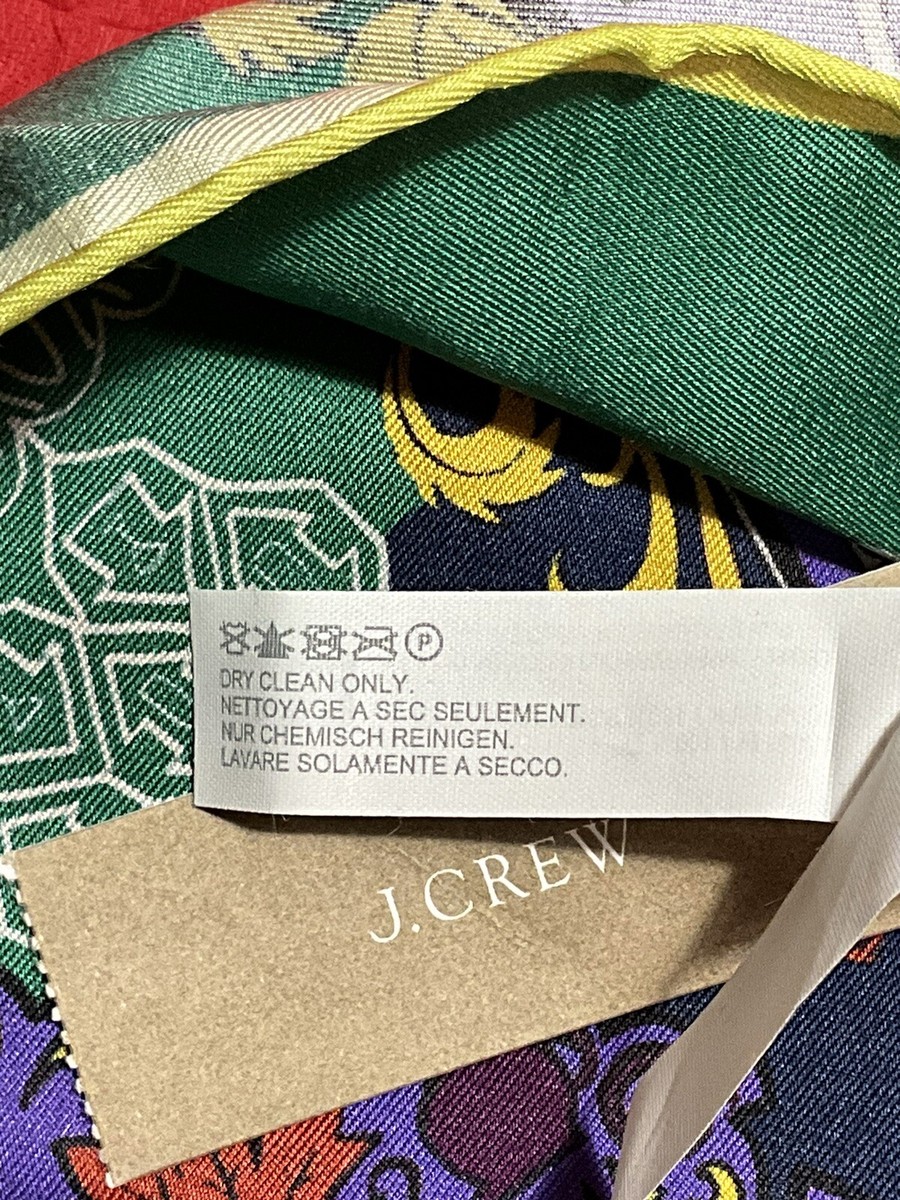 P
DRY CLEAN ONLY.
NETTOYAGE A SEC SEULEMENT.
NUR CHEMISCH REINIGEN.
LAVARE SOLAMENTE A SECCO.
J.CREW